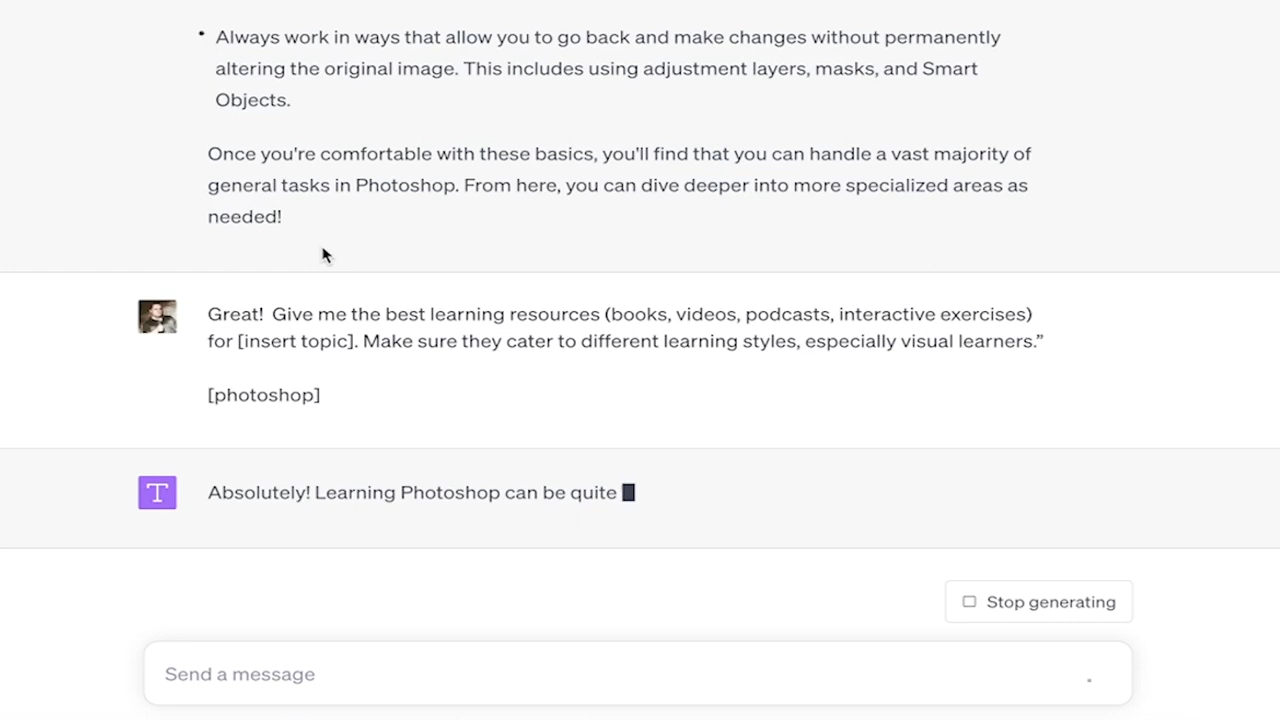 • Always work in ways that allow you to go back and make changes without permanently
altering the original image. This includes using adjustment layers, masks, and Smart
Objects.
Once you're comfortable with these basics, you'll find that you can handle a vast majority of
general tasks in Photoshop. From here, you can dive deeper into more specialized areas as
needed!
Great!  Give me the best learning resources (books, videos, podcasts, interactive exercises)
for [insert topic]. Make sure they cater to different learning styles, especially visual learners.”
[photoshop]
T
Absolutely! Learning Photoshop can be quite
Stop generating
Send a message